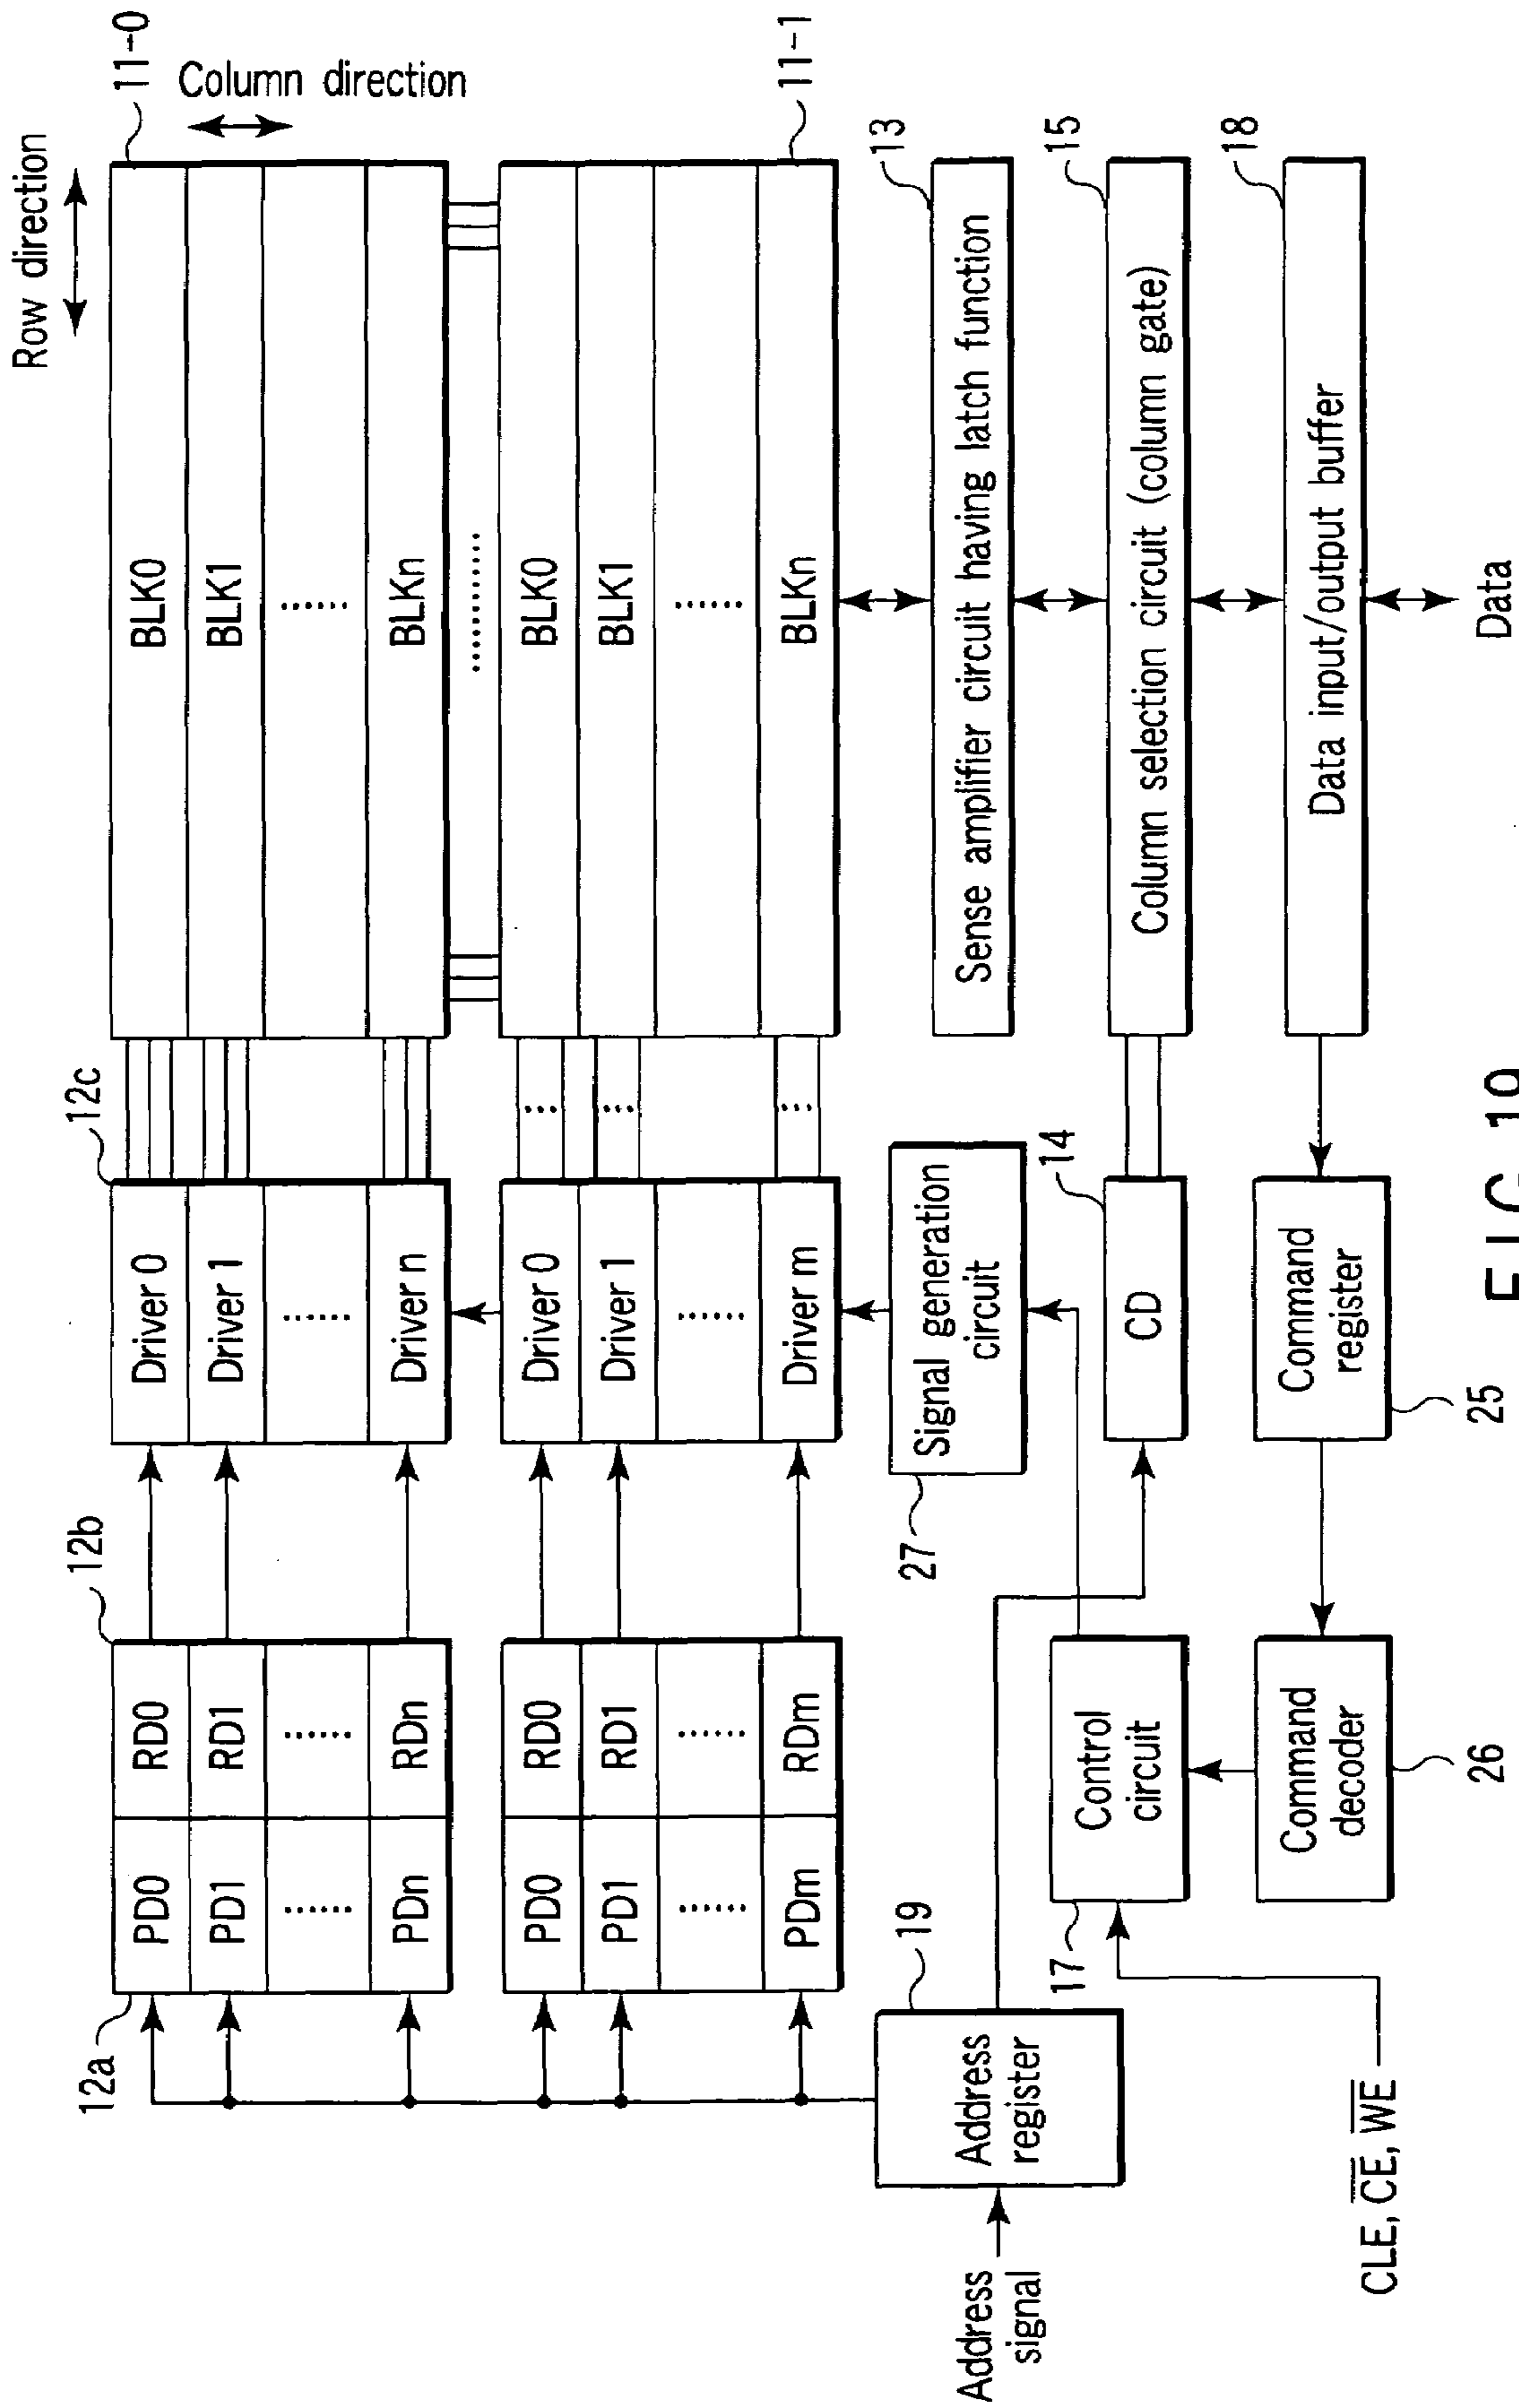 Row direction
11-0
Column direction
12a
12b
12c
PD0
RD0
Driver 0
BLK0
PD1
RD1
Driver 1
BLK1
......
......
......
......
PDn
RDn
Driver n
BLKn
............
PD0
RD0
Driver 0
...
BLK0
PD1
RD1
Driver 1
...
BLK1
......
......
......
......
PDm
RDm
Driver m
...
BLKn
11-1
Address
signal
Address
register
19
27
Signal generation
circuit
Sense amplifier circuit having latch function
13
17
Control
circuit
CD
14
Column selection circuit (column gate)
15
CLE, C̅E̅, W̅E̅
Command
decoder
26
Command
register
25
Data input/output buffer
18
Data
FIG. 19